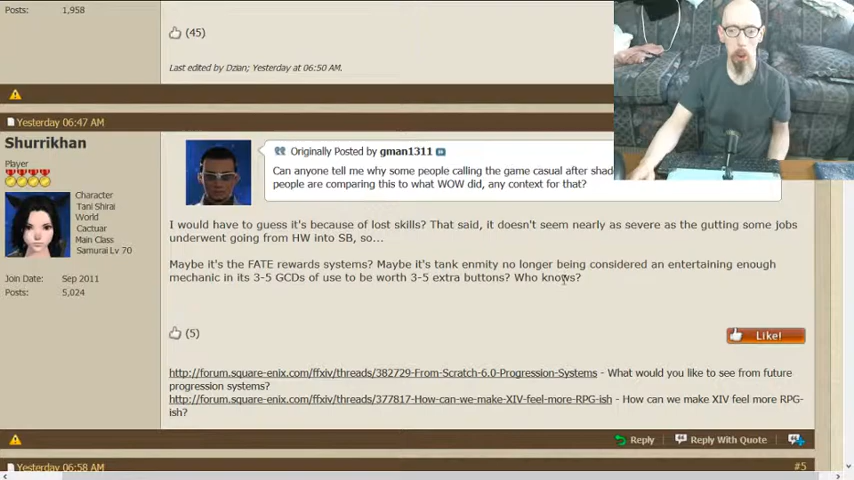 Posts: 1,958
(45)
Last edited by Dzian; Yesterday at 06:50 AM.
Yesterday 06:47 AM
Shurrikhan
Player
Character
Tani Shirai
World
Cactuar
Main Class
Samurai Lv 70
Join Date: Sep 2011
Posts: 5,024
Originally Posted by gman1311
Can anyone tell me why some people calling the game casual after
people are comparing this to what WOW did, any context for that?
I would have to guess it's because of lost skills? That said, it doesn't seem nearly as severe as the gutting some jobs
underwent going from HW into SB, so...
Maybe it's the FATE rewards systems? Maybe it's tank enmity no longer being considered an entertaining enough
mechanic in its 3-5 GCDs of use to be worth 3-5 extra buttons? Who knows?
(5)
Like!
http://forum.square-enix.com/ffxiv/threads/382729-From-Scratch-6.0-Progression-Systems - What would you like to see from future
progression systems?
http://forum.square-enix.com/ffxiv/threads/377817-How-can-we-make-XIV-feel-more-RPG-ish - How can we make XIV feel more RPG-
ish?
Reply Reply With Quote
Yesterday 06:58 AM #5